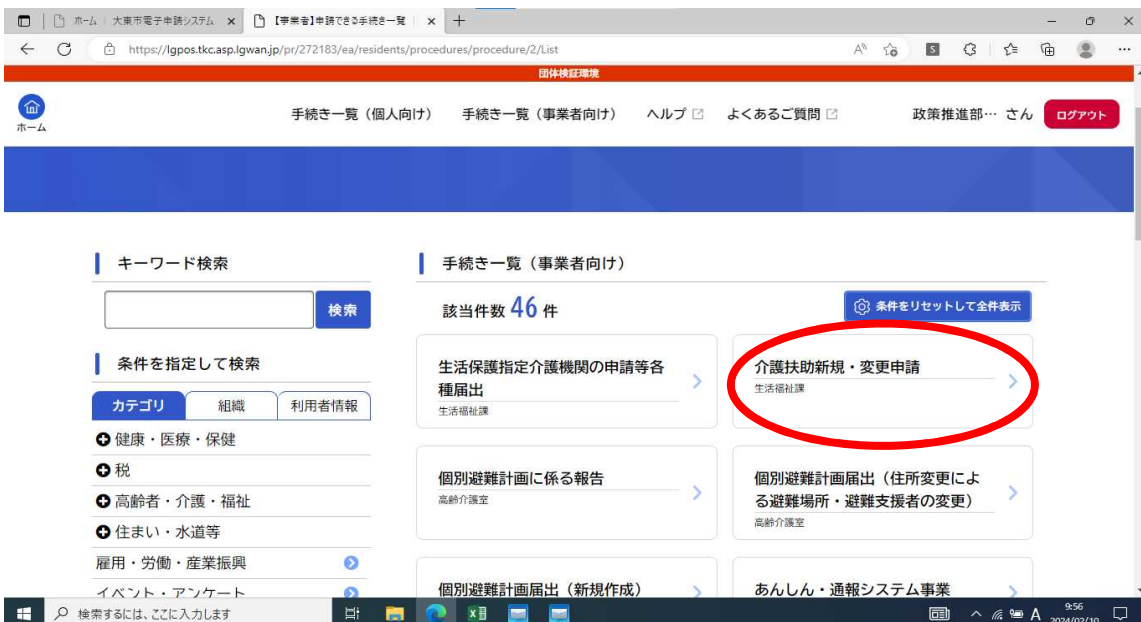 ホーム | 大東市電子申請システム
【事業者】申請できる手続き一覧
https://lgpos.tkc.asp.lgwan.jp/pr/272183/ea/residents/procedures/procedure/2/List
団体検証環境
ホーム
手続き一覧（個人向け） 手続き一覧（事業者向け） ヘルプ よくあるご質問 政策推進部… さん ログアウト
キーワード検索
検索
条件を指定して検索
カテゴリ 組織 利用者情報
健康・医療・保健
税
高齢者・介護・福祉
住まい・水道等
雇用・労働・産業振興
イベント・アンケート
手続き一覧（事業者向け）
該当件数 46 件
条件をリセットして全件表示
生活保護指定介護機関の申請等各
種届出
生活福祉課
介護扶助新規・変更申請
生活福祉課
個別避難計画に係る報告
高齢介護室
個別避難計画届出（住所変更によ
る避難場所・避難支援者の変更）
高齢介護室
個別避難計画届出（新規作成）
あんしん・通報システム事業
検索するには、ここに入力します
A
9:56
2024/02/10